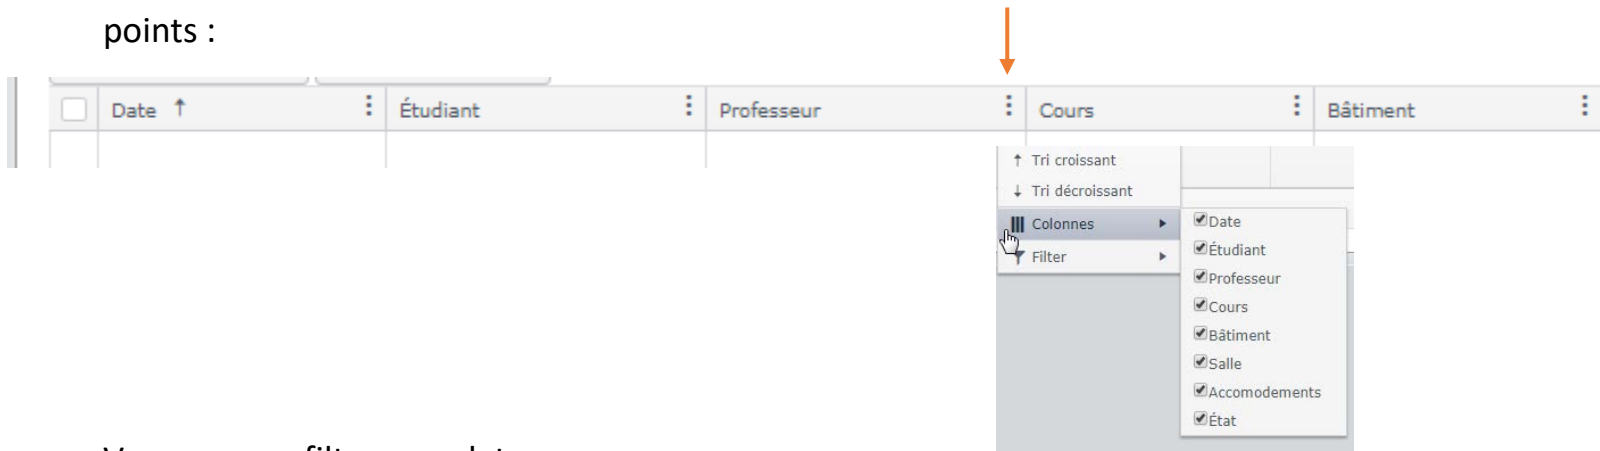 points :
Date ↑ Étudiant Professeur Cours Bâtiment
↑ Tri croissant
↓ Tri décroissant
Colonnes
Filter
Date
Étudiant
Professeur
Cours
Bâtiment
Salle
Accomodements
État